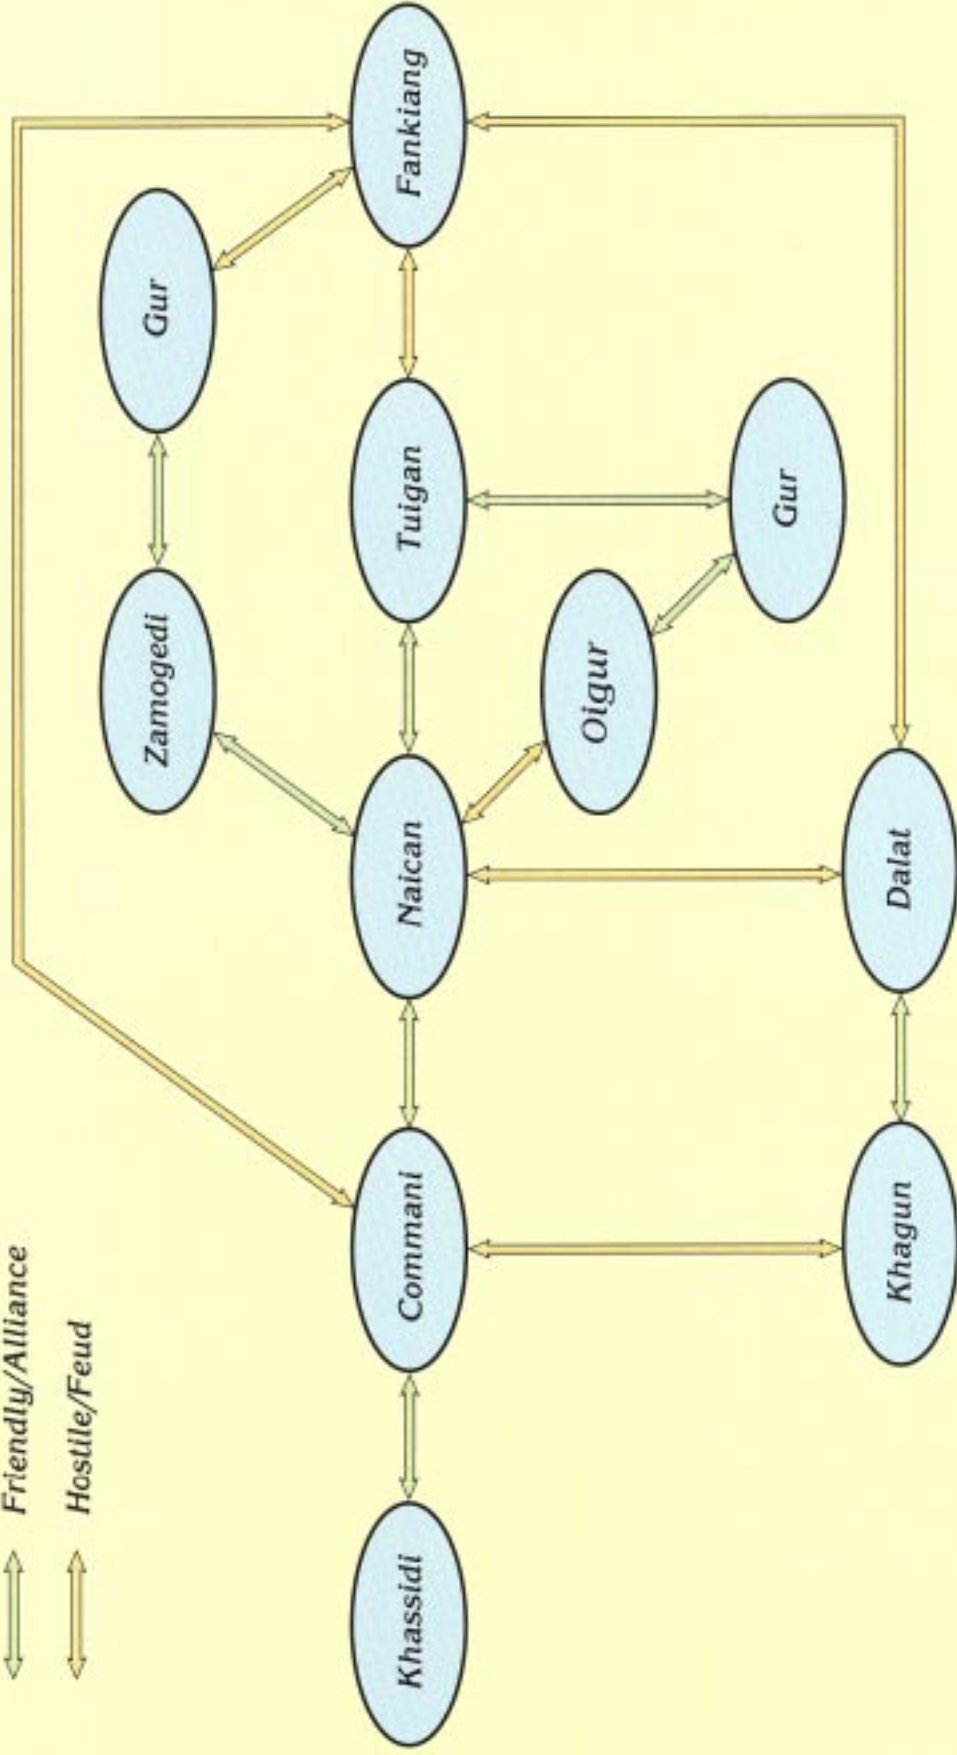 Friendly/Alliance
Hostile/Feud
Gur
Fankiang
Zamogedi
Tuigan
Gur
Oigur
Naican
Dalat
Commani
Khagun
Khassidi